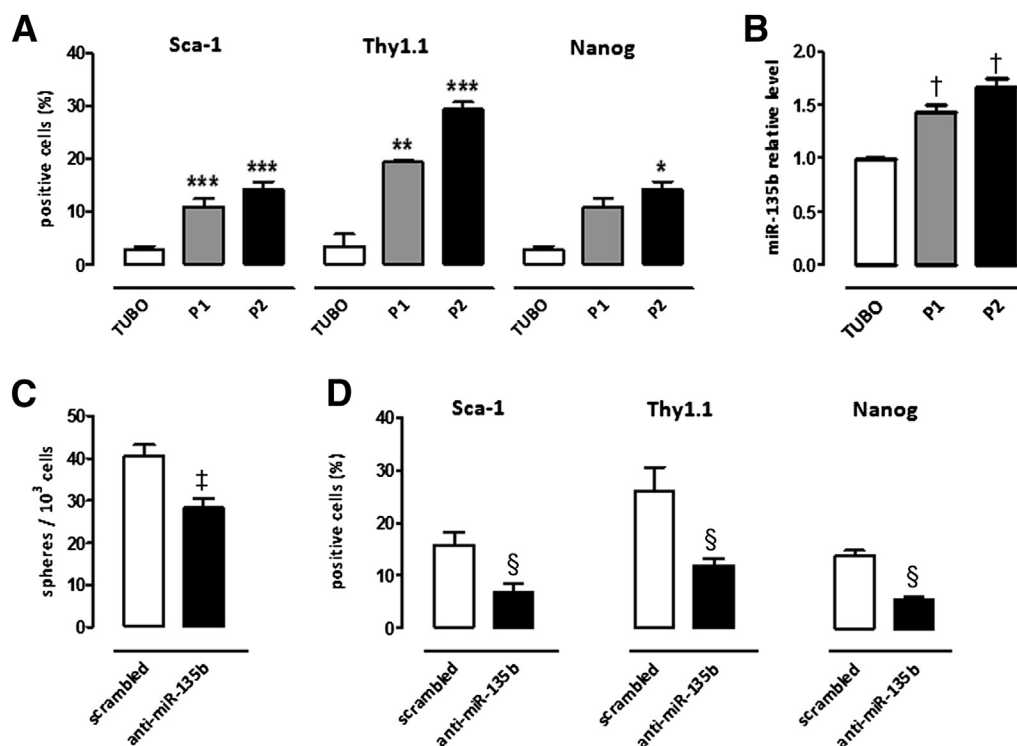 A
Sca-1
Thy1.1
Nanog
positive cells (%)
40
30
20
10
0
***
***
**
***
*
TUBO
P1
P2
TUBO
P1
P2
TUBO
P1
P2
B
miR-135b relative level
2.0
1.5
1.0
0.5
0.0
†
†
TUBO
P1
P2
C
spheres / 10³ cells
50
40
30
20
10
0
‡
scrambled
anti-miR-135b
D
Sca-1
Thy1.1
Nanog
positive cells (%)
40
30
20
10
0
§
§
§
scrambled
anti-miR-135b
scrambled
anti-miR-135b
scrambled
anti-miR-135b